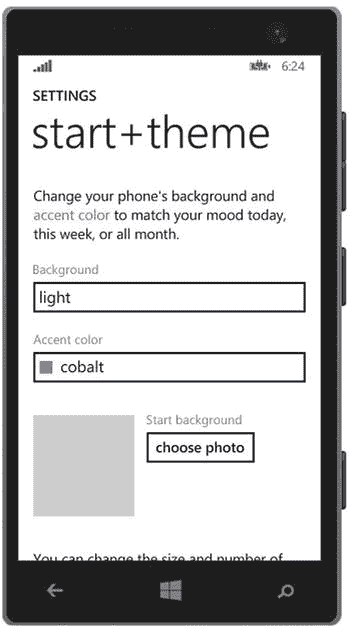 6:24
SETTINGS
start+theme
Change your phone's background and
accent color to match your mood today,
this week, or all month.
Background
light
Accent color
cobalt
Start background
choose photo
You can change the size and number of